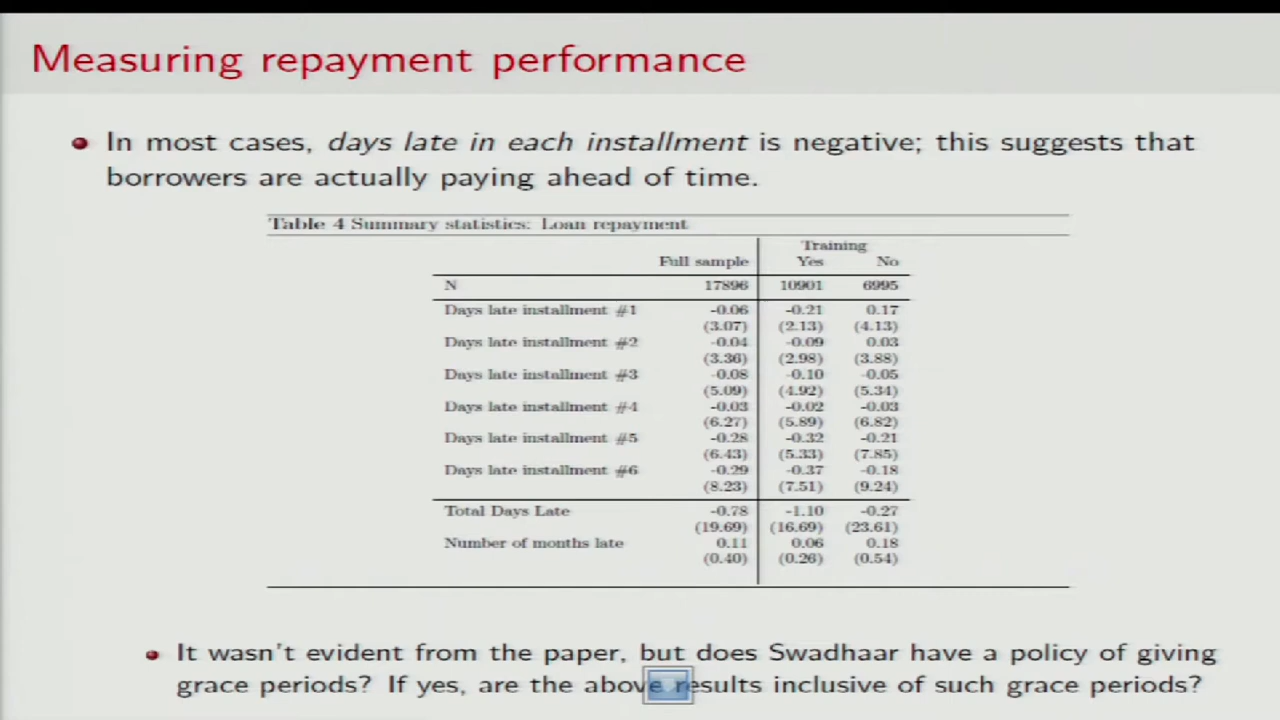 Measuring repayment performance
In most cases, days late in each installment is negative; this suggests that
borrowers are actually paying ahead of time.
Table 4 Summary statistics: Loan repayment
Training
Full sample Yes No
N 17896 10901 6995
Days late installment #1 -0.06 -0.21 0.17
(3.07) (2.13) (4.13)
Days late installment #2 -0.04 -0.09 0.03
(3.36) (2.98) (3.88)
Days late installment #3 -0.08 -0.10 -0.05
(5.09) (4.92) (5.34)
Days late installment #4 -0.03 -0.02 -0.03
(6.27) (5.89) (6.82)
Days late installment #5 -0.28 -0.32 -0.21
(6.43) (5.33) (7.85)
Days late installment #6 -0.29 -0.37 -0.18
(8.23) (7.51) (9.24)
Total Days Late -0.78 -1.10 -0.27
(19.69) (16.69) (23.61)
Number of months late 0.11 0.06 0.18
(0.40) (0.26) (0.54)
It wasn't evident from the paper, but does Swadhaar have a policy of giving
grace periods? If yes, are the above results inclusive of such grace periods?